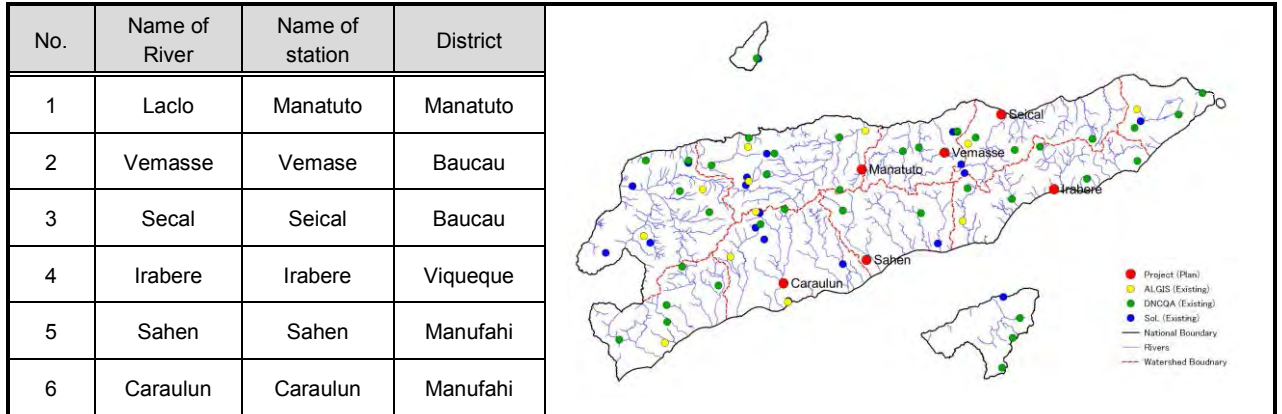 No. Name of River Name of station District
1 Laclo Manatuto Manatuto
2 Vemasse Vemase Baucau
3 Secal Seical Baucau
4 Irabere Irabere Viqueque
5 Sahen Sahen Manufahi
6 Caraulun Caraulun Manufahi
Seical
Vemasse
Manatuto
Irabere
Sahen
Caraulun
Project (Plan)
ALGIS (Existing)
DNCQA (Existing)
SoL (Existing)
National Boundary
Rivers
Watershed Boudnary